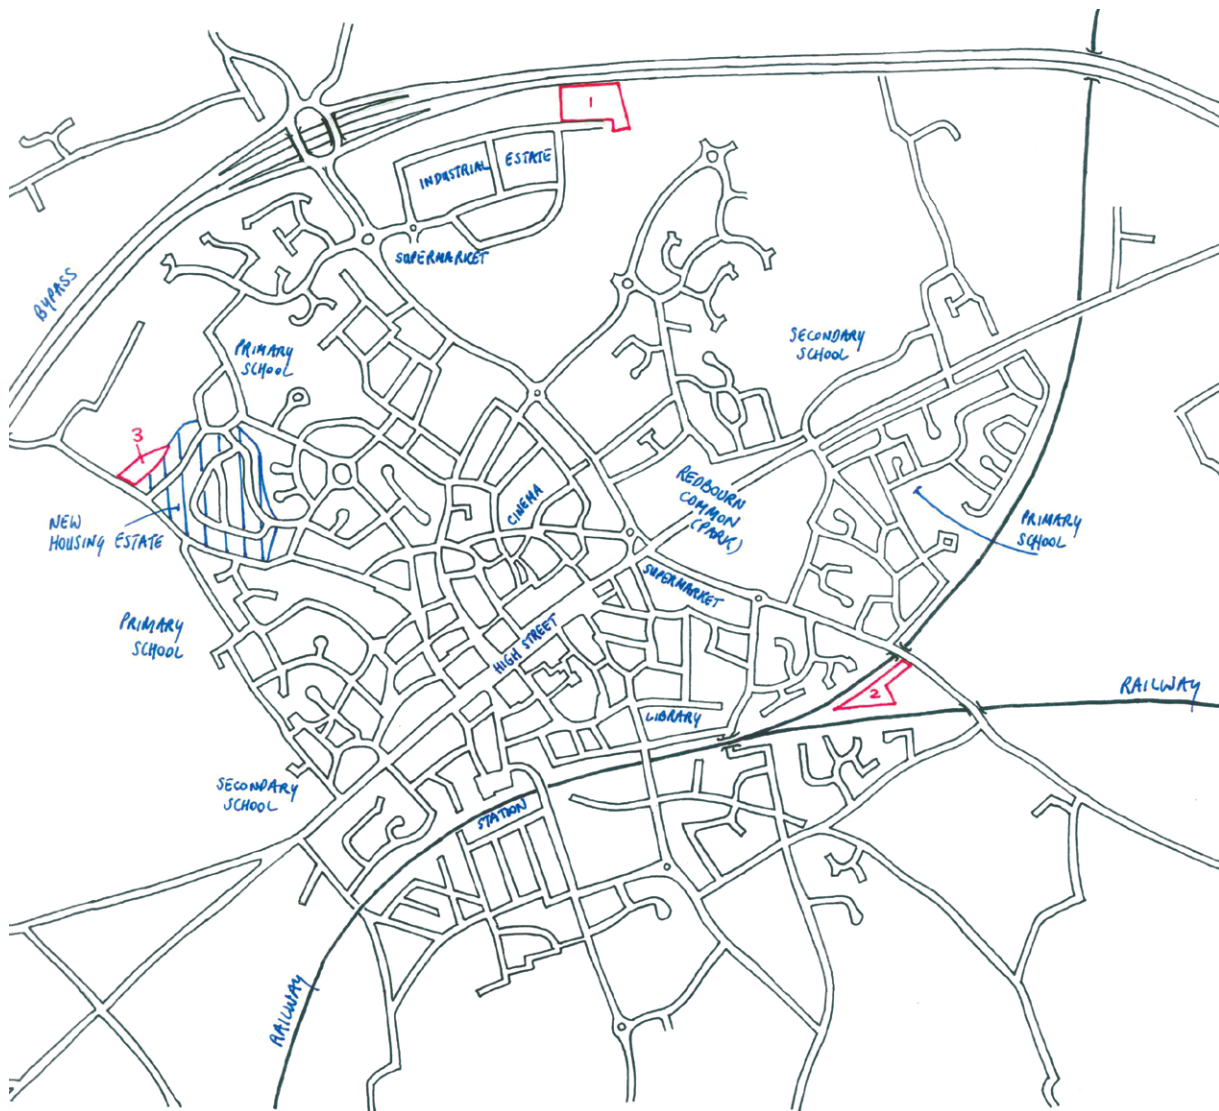 1
INDUSTRIAL
ESTATE
SUPERMARKET
BYPASS
PRIMARY
SCHOOL
SECONDARY
SCHOOL
3
NEW
HOUSING ESTATE
CINEMA
REDBOURN
COMMON
(PARK)
PRIMARY
SCHOOL
SUPERMARKET
PRIMARY
SCHOOL
HIGH STREET
2
RAILWAY
LIBRARY
SECONDARY
SCHOOL
STATION
RAILWAY